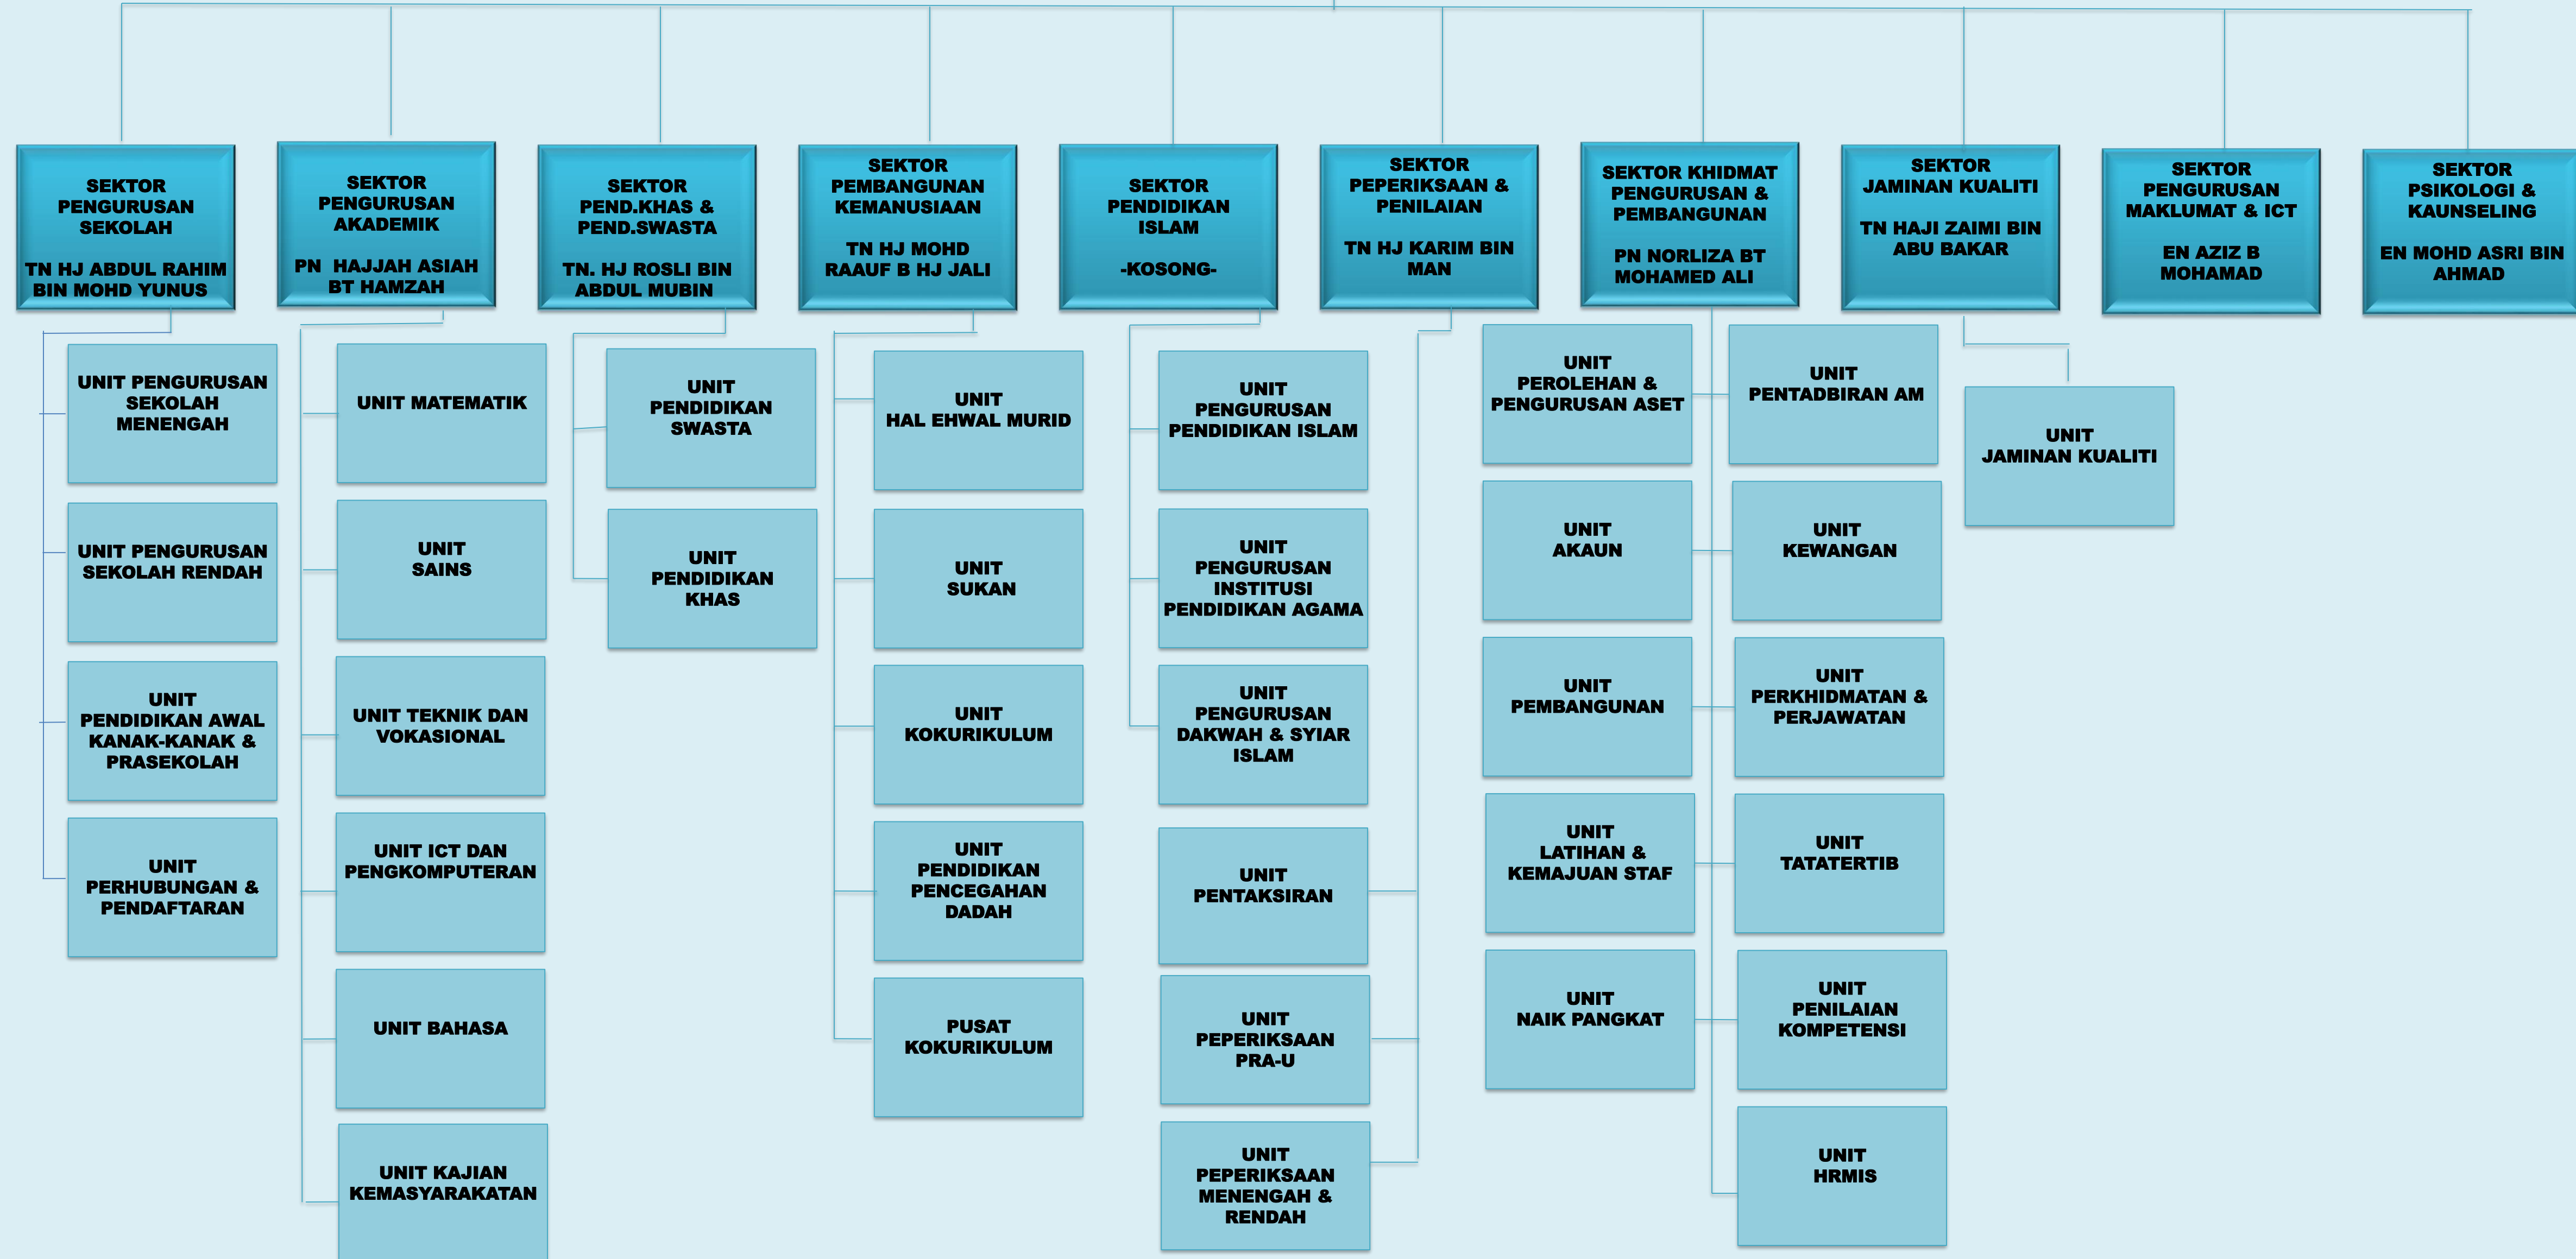 SEKTOR
PENGURUSAN
SEKOLAH
TN HJ ABDUL RAHIM
BIN MOHD YUNUS
SEKTOR
PENGURUSAN
AKADEMIK
PN HAJJAH ASIAH
BT HAMZAH
SEKTOR
PEND.KHAS &
PEND.SWASTA
TN. HJ ROSLI BIN
ABDUL MUBIN
SEKTOR
PEMBANGUNAN
KEMANUSIAAN
TN HJ MOHD
RAAUF B HJ JALI
SEKTOR
PENDIDIKAN
ISLAM
-KOSONG-
SEKTOR
PEPERIKSAAN &
PENILAIAN
TN HJ KARIM BIN
MAN
SEKTOR KHIDMAT
PENGURUSAN &
PEMBANGUNAN
PN NORLIZA BT
MOHAMED ALI
SEKTOR
JAMINAN KUALITI
TN HAJI ZAIMI BIN
ABU BAKAR
SEKTOR
PENGURUSAN
MAKLUMAT & ICT
EN AZIZ B
MOHAMAD
SEKTOR
PSIKOLOGI &
KAUNSELING
EN MOHD ASRI BIN
AHMAD
UNIT PENGURUSAN
SEKOLAH
MENENGAH
UNIT PENGURUSAN
SEKOLAH RENDAH
UNIT
PENDIDIKAN AWAL
KANAK-KANAK &
PRASEKOLAH
UNIT
PERHUBUNGAN &
PENDAFTARAN
UNIT MATEMATIK
UNIT
SAINS
UNIT TEKNIK DAN
VOKASIONAL
UNIT ICT DAN
PENGKOMPUTERAN
UNIT BAHASA
UNIT KAJIAN
KEMASYARAKATAN
UNIT
PENDIDIKAN
SWASTA
UNIT
PENDIDIKAN
KHAS
UNIT
HAL EHWAL MURID
UNIT
SUKAN
UNIT
KOKURIKULUM
UNIT
PENDIDIKAN
PENCEGAHAN
DADAH
PUSAT
KOKURIKULUM
UNIT
PENGURUSAN
PENDIDIKAN ISLAM
UNIT
PENGURUSAN
INSTITUSI
PENDIDIKAN AGAMA
UNIT
PENGURUSAN
DAKWAH & SYIAR
ISLAM
UNIT
PENTAKSIRAN
UNIT
PEPERIKSAAN
PRA-U
UNIT
PEPERIKSAAN
MENENGAH &
RENDAH
UNIT
PEROLEHAN &
PENGURUSAN ASET
UNIT
AKAUN
UNIT
PEMBANGUNAN
UNIT
LATIHAN &
KEMAJUAN STAF
UNIT
NAIK PANGKAT
UNIT
PENTADBIRAN AM
UNIT
KEWANGAN
UNIT
PERKHIDMATAN &
PERJAWATAN
UNIT
TATATERTIB
UNIT
PENILAIAN
KOMPETENSI
UNIT
HRMIS
UNIT
JAMINAN KUALITI